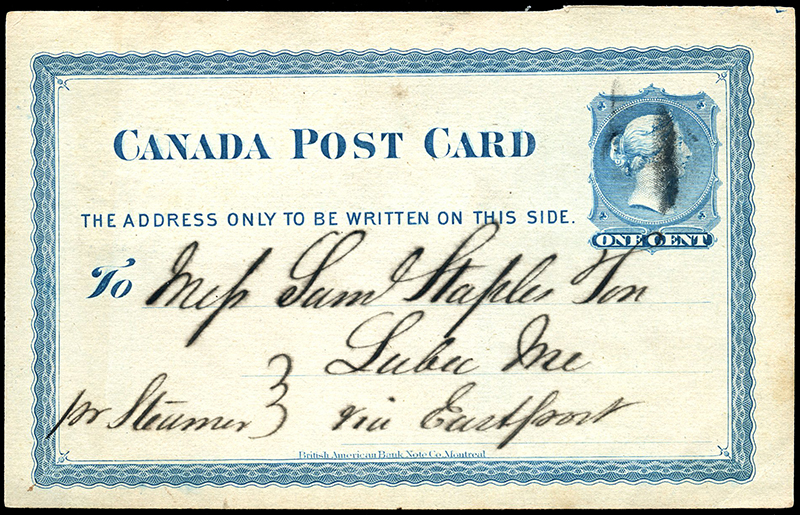 CANADA POST CARD
THE ADDRESS ONLY TO BE WRITTEN ON THIS SIDE.
ONE CENT
To Mess Saml Staples & Son
Lubec Me
pr Steamer } via Eastport
British American Bank Note Co. Montreal